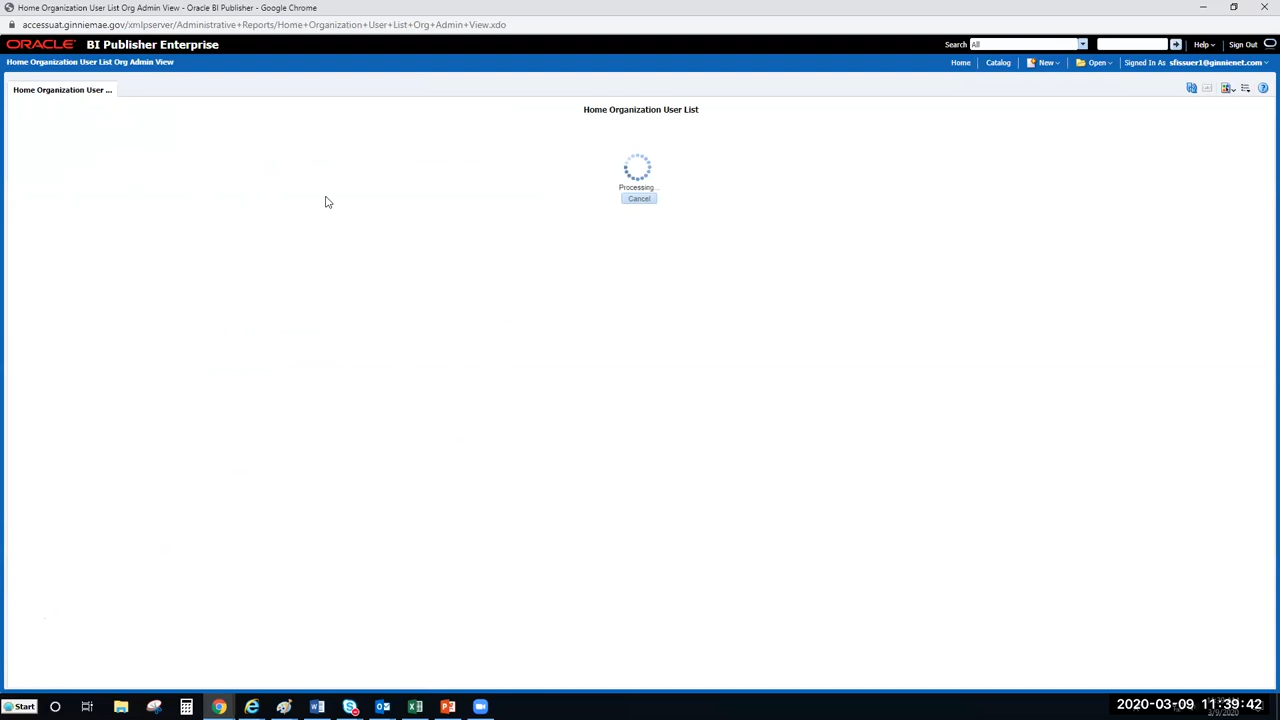 Home Organization User List Org Admin View - Oracle BI Publisher - Google Chrome
accessuat.ginniemae.gov/xmlpserver/Administrative+Reports/Home+Organization+User+List+Org+Admin+View.xdo
ORACLE BI Publisher Enterprise Search All Help Sign Out
Home Organization User List Org Admin View Home Catalog New Open Signed In As sfissuer1@ginnienet.com
Home Organization User ...
Home Organization User List
Processing...
Cancel
Start 2020-03-09 11:39:42
3/9/2020